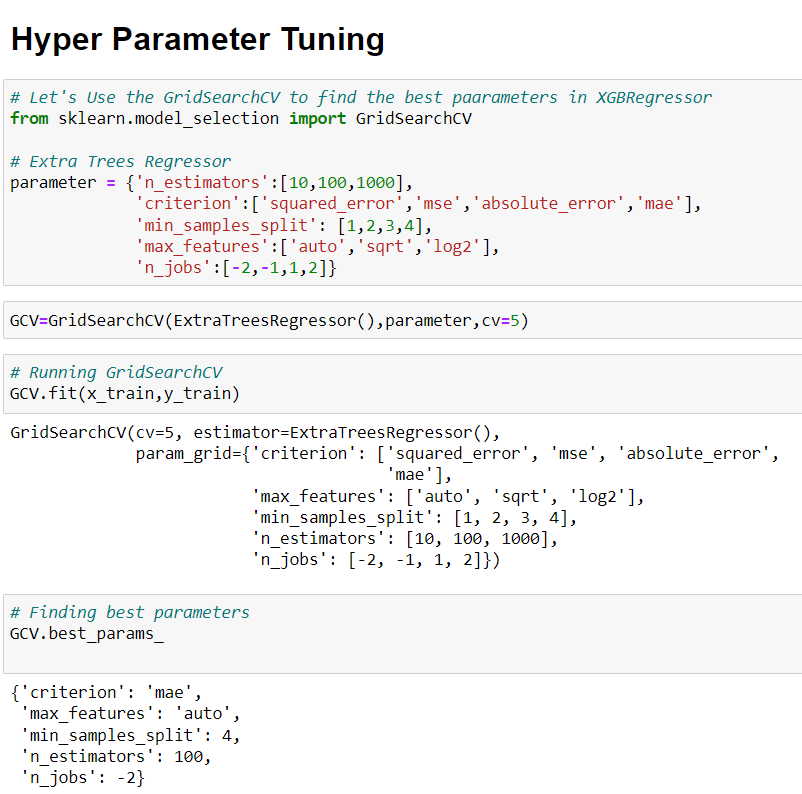 Hyper Parameter Tuning
# Let's Use the GridSearchCV to find the best paarameters in XGBRegressor
from sklearn.model_selection import GridSearchCV
# Extra Trees Regressor
parameter = {'n_estimators':[10,100,1000],
'criterion':['squared_error','mse','absolute_error','mae'],
'min_samples_split': [1,2,3,4],
'max_features':['auto','sqrt','log2'],
'n_jobs':[-2,-1,1,2]}
GCV=GridSearchCV(ExtraTreesRegressor(),parameter,cv=5)
# Running GridSearchCV
GCV.fit(x_train,y_train)
GridSearchCV(cv=5, estimator=ExtraTreesRegressor(),
param_grid={'criterion': ['squared_error', 'mse', 'absolute_error',
'mae'],
'max_features': ['auto', 'sqrt', 'log2'],
'min_samples_split': [1, 2, 3, 4],
'n_estimators': [10, 100, 1000],
'n_jobs': [-2, -1, 1, 2]})
# Finding best parameters
GCV.best_params_
{'criterion': 'mae',
'max_features': 'auto',
'min_samples_split': 4,
'n_estimators': 100,
'n_jobs': -2}